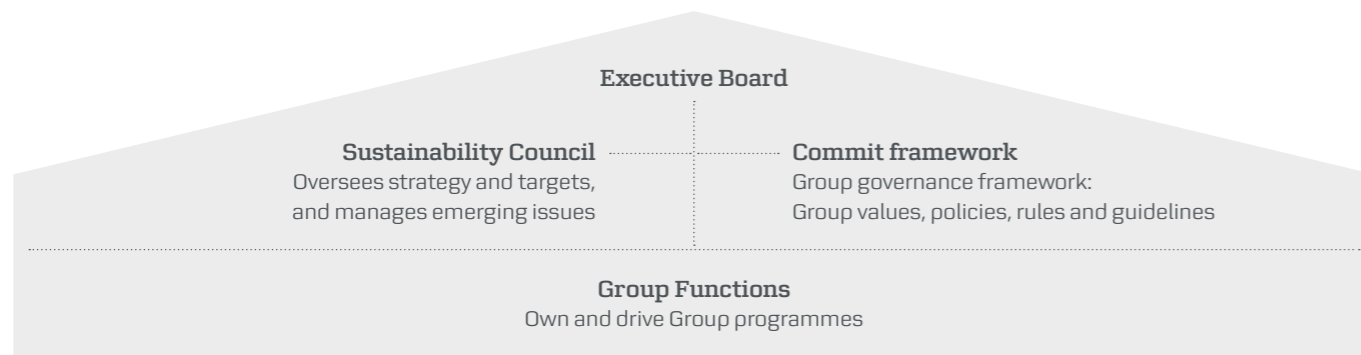 Executive Board
Sustainability Council
Oversees strategy and targets,
and manages emerging issues
Commit framework
Group governance framework:
Group values, policies, rules and guidelines
Group Functions
Own and drive Group programmes